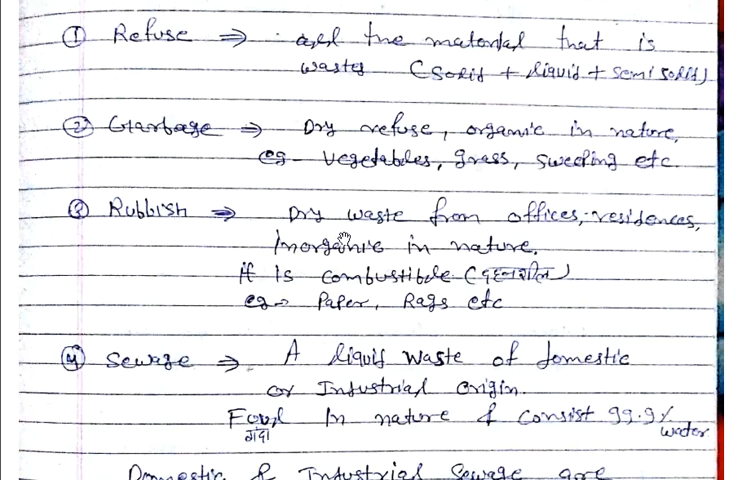 ① Refuse ⇒ all the material that is
wastes (Solid + liquid + Semi Solid)
② Garbage ⇒ Dry refuse, organic in nature,
eg- Vegetables, grass, sweeping etc.
③ Rubbish ⇒ Dry waste from offices, residences,
Inorganic in nature.
it is combustible (दहनशील)
eg → Paper, Rags etc
④ Sewage ⇒ A liquid waste of domestic
or Industrial origin.
Foul In nature & consist 99.9%
गंदा water
Domestic & Industrial Sewage are